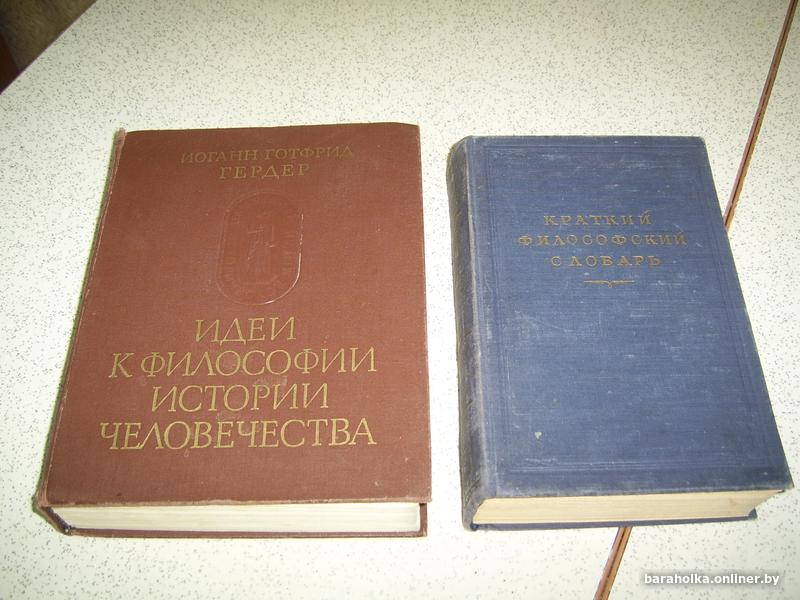 ИОГАНН ГОТФРИД
ГЕРДЕР
ИДЕИ
К ФИЛОСОФИИ
ИСТОРИИ
ЧЕЛОВЕЧЕСТВА
КРАТКИЙ
ФИЛОСОФСКИЙ
СЛОВАРЬ
baraholka.onliner.by